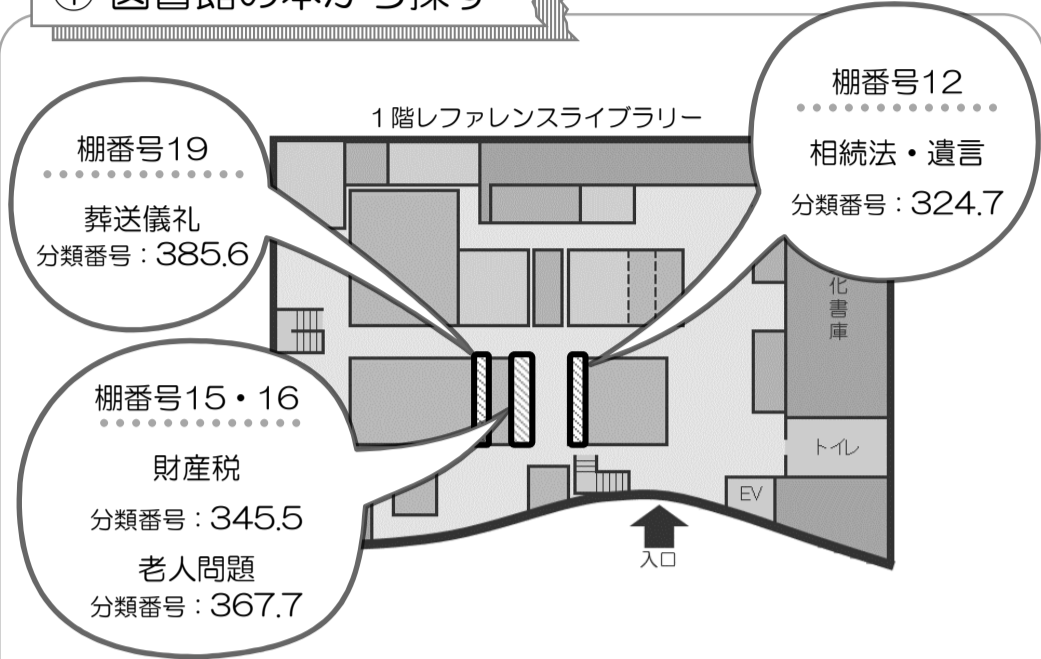 ① 図書館の本から探す
1階レファレンスライブラリー
棚番号19
葬送儀礼
分類番号：385.6
棚番号12
相続法・遺言
分類番号：324.7
棚番号15・16
財産税
分類番号：345.5
老人問題
分類番号：367.7
化書庫
トイレ
EV
入口